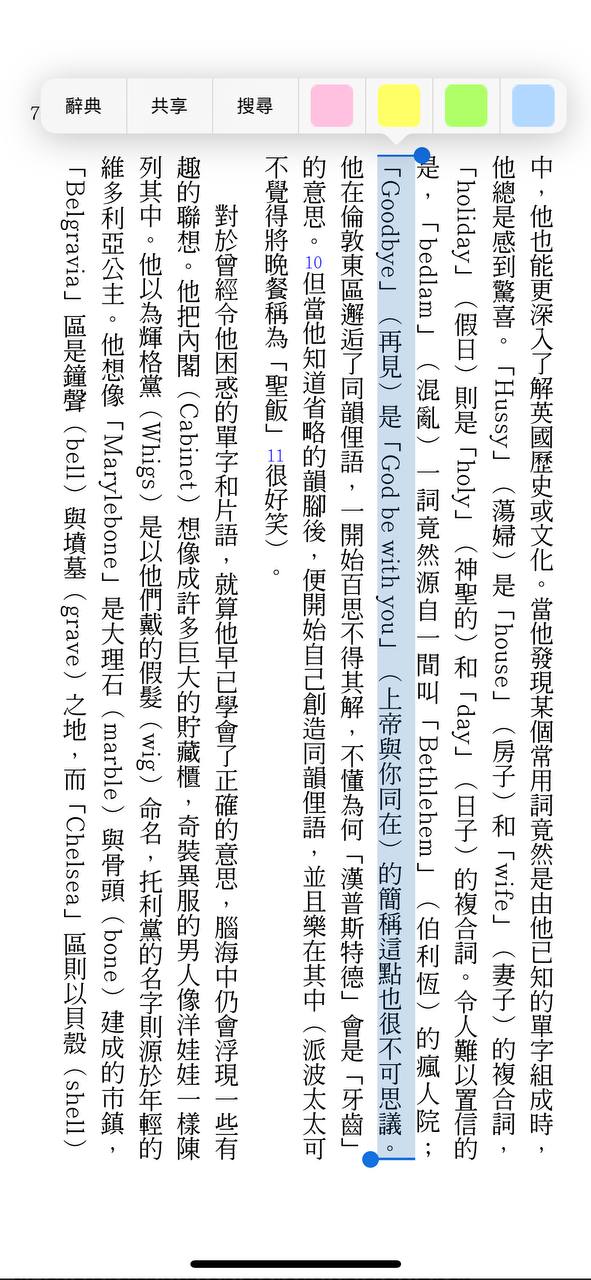 7
辭典
共享
搜尋
中，他也能更深入了解英國歷史或文化。當他發現某個常用詞竟然是由他已知的單字組成時，
他總是感到驚喜。「Hussy」（蕩婦）是「house」（房子）和「wife」（妻子）的複合詞，
「holiday」（假日）則是「holy」（神聖的）和「day」（日子）的複合詞。令人難以置信的
是，「bedlam」（混亂）一詞竟然源自一間叫「Bethlehem」（伯利恆）的瘋人院；
「Goodbye」（再見）是「God be with you」（上帝與你同在）的簡稱這點也很不可思議。
他在倫敦東區邂逅了同韻俚語，一開始百思不得其解，不懂為何「漢普斯特德」會是「牙齒」
的意思。10但當他知道省略的韻腳後，便開始自己創造同韻俚語，並且樂在其中（派波太太可
不覺得將晚餐稱為「聖飯」11很好笑）。
對於曾經令他困惑的單字和片語，就算他早已學會了正確的意思，腦海中仍會浮現一些有
趣的聯想。他把內閣（Cabinet）想像成許多巨大的貯藏櫃，奇裝異服的男人像洋娃娃一樣陳
列其中。他以為輝格黨（Whigs）是以他們戴的假髮（wig）命名，托利黨的名字則源於年輕的
維多利亞公主。他想像「Marylebone」是大理石（marble）與骨頭（bone）建成的市鎮，
「Belgravia」區是鐘聲（bell）與墳墓（grave）之地，而「Chelsea」區則以貝殼（shell）